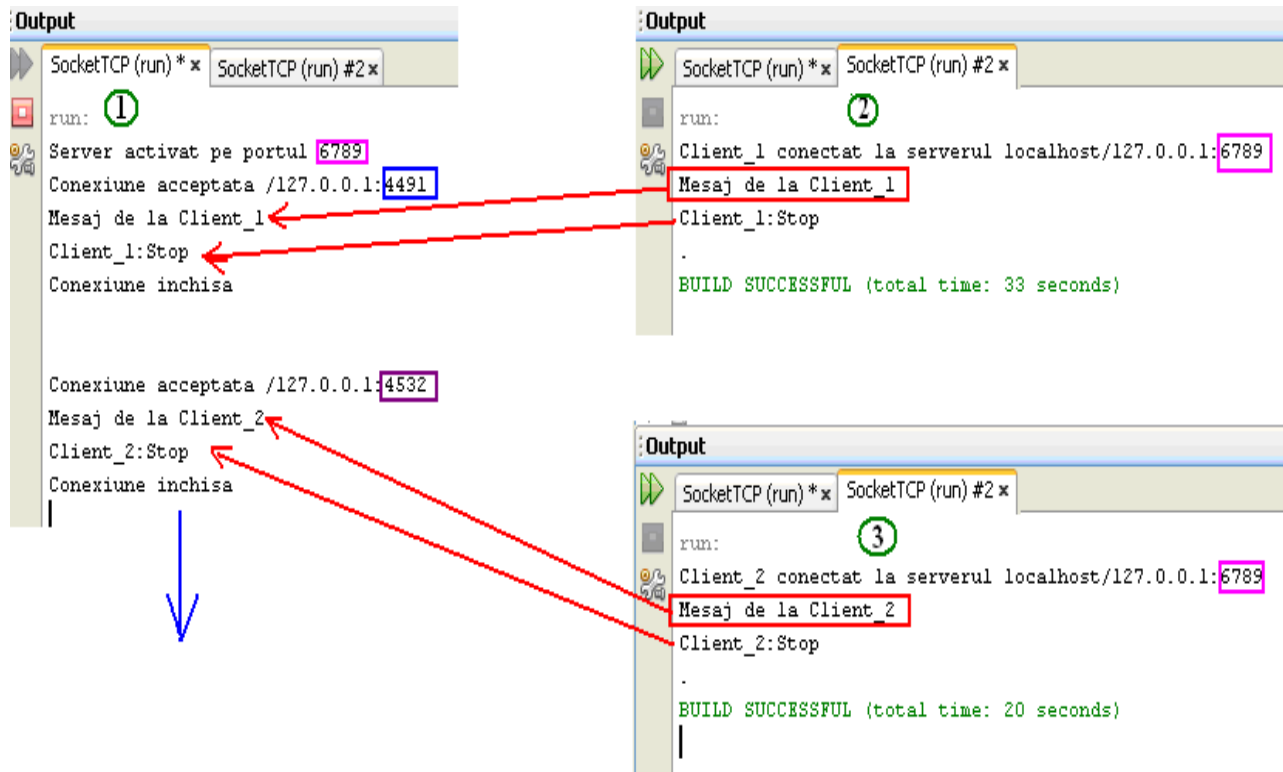 Output
SocketTCP (run) * x SocketTCP (run) #2 x
run: 1
Server activat pe portul 6789
Conexiune acceptata /127.0.0.1:4491
Mesaj de la Client_1
Client_1:Stop
Conexiune inchisa
Conexiune acceptata /127.0.0.1:4532
Mesaj de la Client_2
Client_2:Stop
Conexiune inchisa
Output
SocketTCP (run) * x SocketTCP (run) #2 x
run: 2
Client_1 conectat la serverul localhost/127.0.0.1:6789
Mesaj de la Client_1
Client_1:Stop
.
BUILD SUCCESSFUL (total time: 33 seconds)
Output
SocketTCP (run) * x SocketTCP (run) #2 x
run: 3
Client_2 conectat la serverul localhost/127.0.0.1:6789
Mesaj de la Client_2
Client_2:Stop
.
BUILD SUCCESSFUL (total time: 20 seconds)